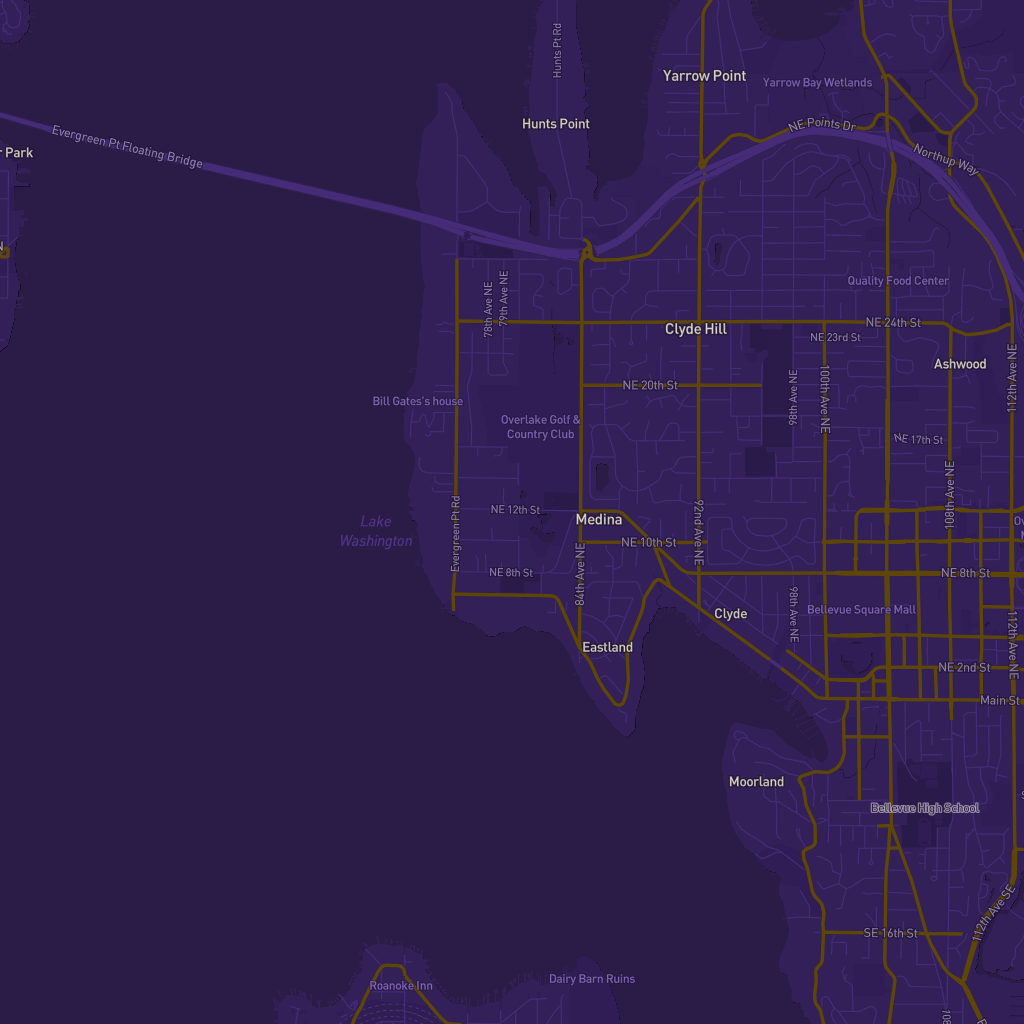 Hunts Pt Rd
Yarrow Point
Yarrow Bay Wetlands
Hunts Point
NE Points Dr
Evergreen Pt Floating Bridge
r Park
Northup Way
N
78th Ave NE
79th Ave NE
Quality Food Center
NE 24th St
Clyde Hill
NE 23rd St
Ashwood
112th Ave NE
NE 20th St
98th Ave NE
100th Ave NE
Bill Gates's house
Overlake Golf &
Country Club
NE 17th St
108th Ave NE
Evergreen Pt Rd
NE 12th St
Lake
Washington
Medina
92nd Ave NE
NE 10th St
84th Ave NE
NE 8th St
NE 8th St
98th Ave NE
Clyde
Bellevue Square Mall
112th Ave NE
Eastland
NE 2nd St
Main St
Moorland
Bellevue High School
112th Ave SE
SE 16th St
Roanoke Inn
Dairy Barn Ruins